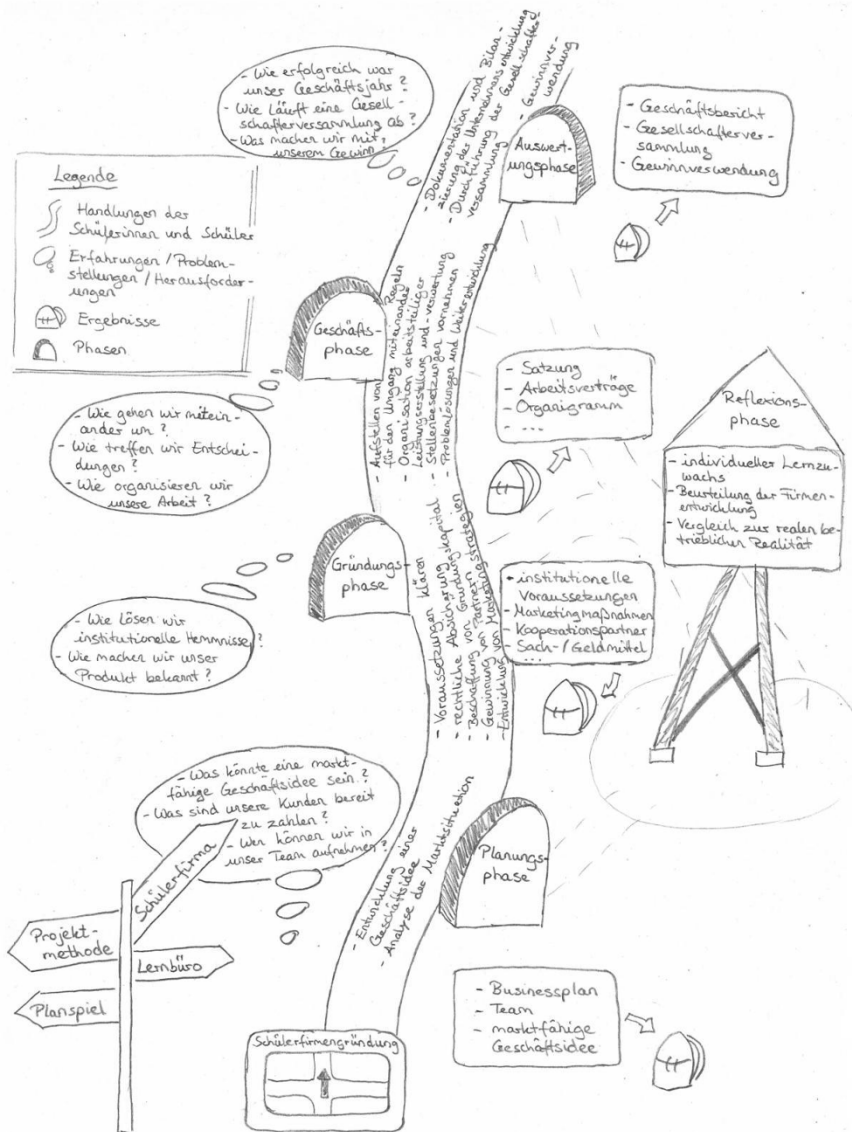 - Wie erfolgreich war
unser Geschäftsjahr?
- Wie läuft eine Gesell-
schafterversammlung ab?
- Was machen wir mit
unserem Gewinn?
- Dokumentation und Bilan-
zierung der Unternehmensentwicklung
- Durchführung der Gesellschafter-
versammlung
- Gewinnver-
wendung
Auswert-
ungsphase
- Geschäftsbericht
- Gesellschafterver-
sammlung
- Gewinnverwendung
Legende
Handlungen der
Schülerinnen und Schüler
Erfahrungen / Problem-
stellungen / Herausforder-
ungen
Ergebnisse
Phasen
Geschäfts-
phase
- Aufstellen von Regeln
für den Umgang miteinander
- Organisation arbeitsteiliger
Leistungserstellung und -verwertung
- Stellenbesetzungen vornehmen
- Problemlösungen und Weiterentwicklung
- Satzung
- Arbeitsverträge
- Organigramm
- ...
Reflexions-
phase
- individueller Lernzu-
wachs
- Beurteilung der Firmen-
entwicklung
- Vergleich zur realen be-
trieblichen Realität
- Wie gehen wir mitein-
ander um?
- Wie treffen wir Entschei-
dungen?
- Wie organisieren wir
unsere Arbeit?
Gründungs-
phase
- Voraussetzungen klären
- rechtliche Absicherung
- Beschaffung von Gründungskapital
- Gewinnung von Partnern
- Entwicklung von Marketingstrategien
- institutionelle
Voraussetzungen
- Marketingmaßnahmen
- Kooperationspartner
- Sach-/Geldmittel
...
- Wie lösen wir
institutionelle Hemmnisse?
- Wie machen wir unser
Produkt bekannt?
- Was könnte eine markt-
fähige Geschäftsidee sein?
- Was sind unsere Kunden bereit
zu zahlen?
- Wen können wir in
unser Team aufnehmen?
- Entwicklung einer
Geschäftsidee
- Analyse der Marktsituation
Planungs-
phase
Schülerfirma
Projekt-
methode
Lernbüro
Planspiel
- Businessplan
- Team
- marktfähige
Geschäftsidee
Schülerfirmengründung